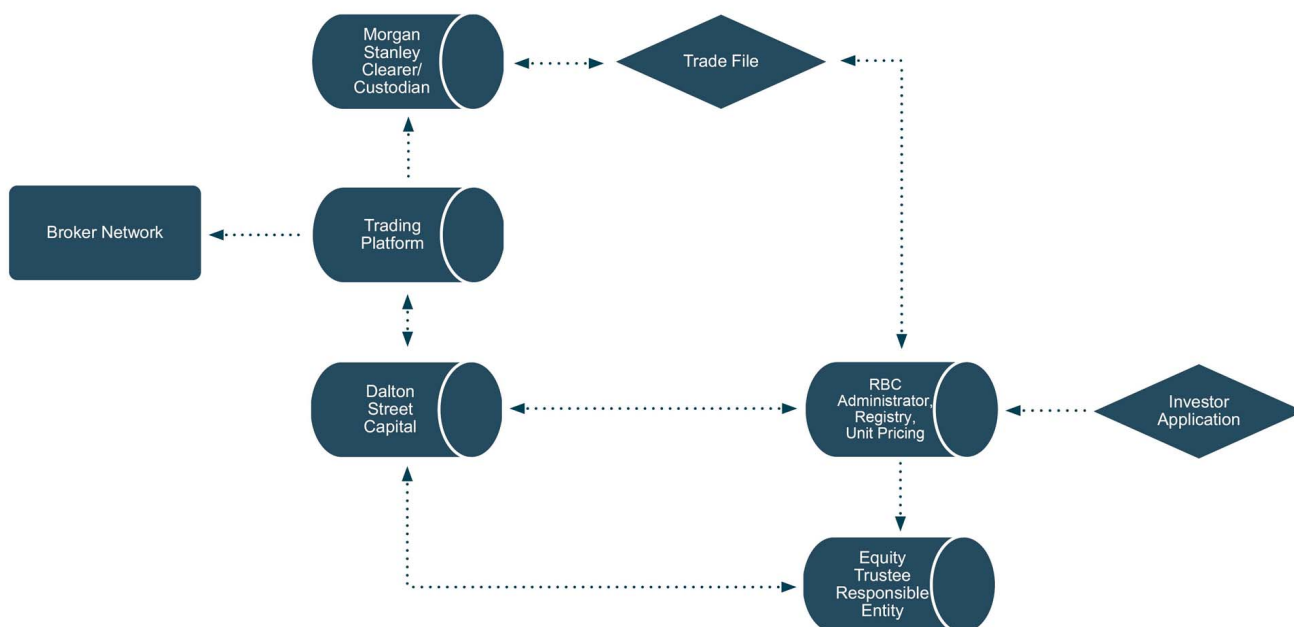 Morgan
Stanley
Clearer/
Custodian
Trade File
Broker Network
Trading
Platform
Dalton
Street
Capital
RBC
Administrator,
Registry,
Unit Pricing
Investor
Application
Equity
Trustee
Responsible
Entity